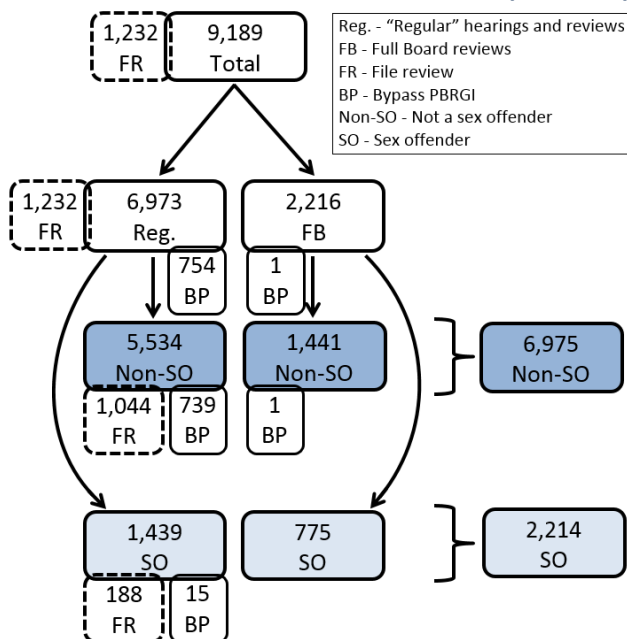 1,232
FR
9,189
Total
Reg. - “Regular” hearings and reviews
FB - Full Board reviews
FR - File review
BP - Bypass PBRGI
Non-SO - Not a sex offender
SO - Sex offender
1,232
FR
6,973
Reg.
2,216
FB
754
BP
1
BP
5,534
Non-SO
1,441
Non-SO
6,975
Non-SO
1,044
FR
739
BP
1
BP
1,439
SO
775
SO
2,214
SO
188
FR
15
BP